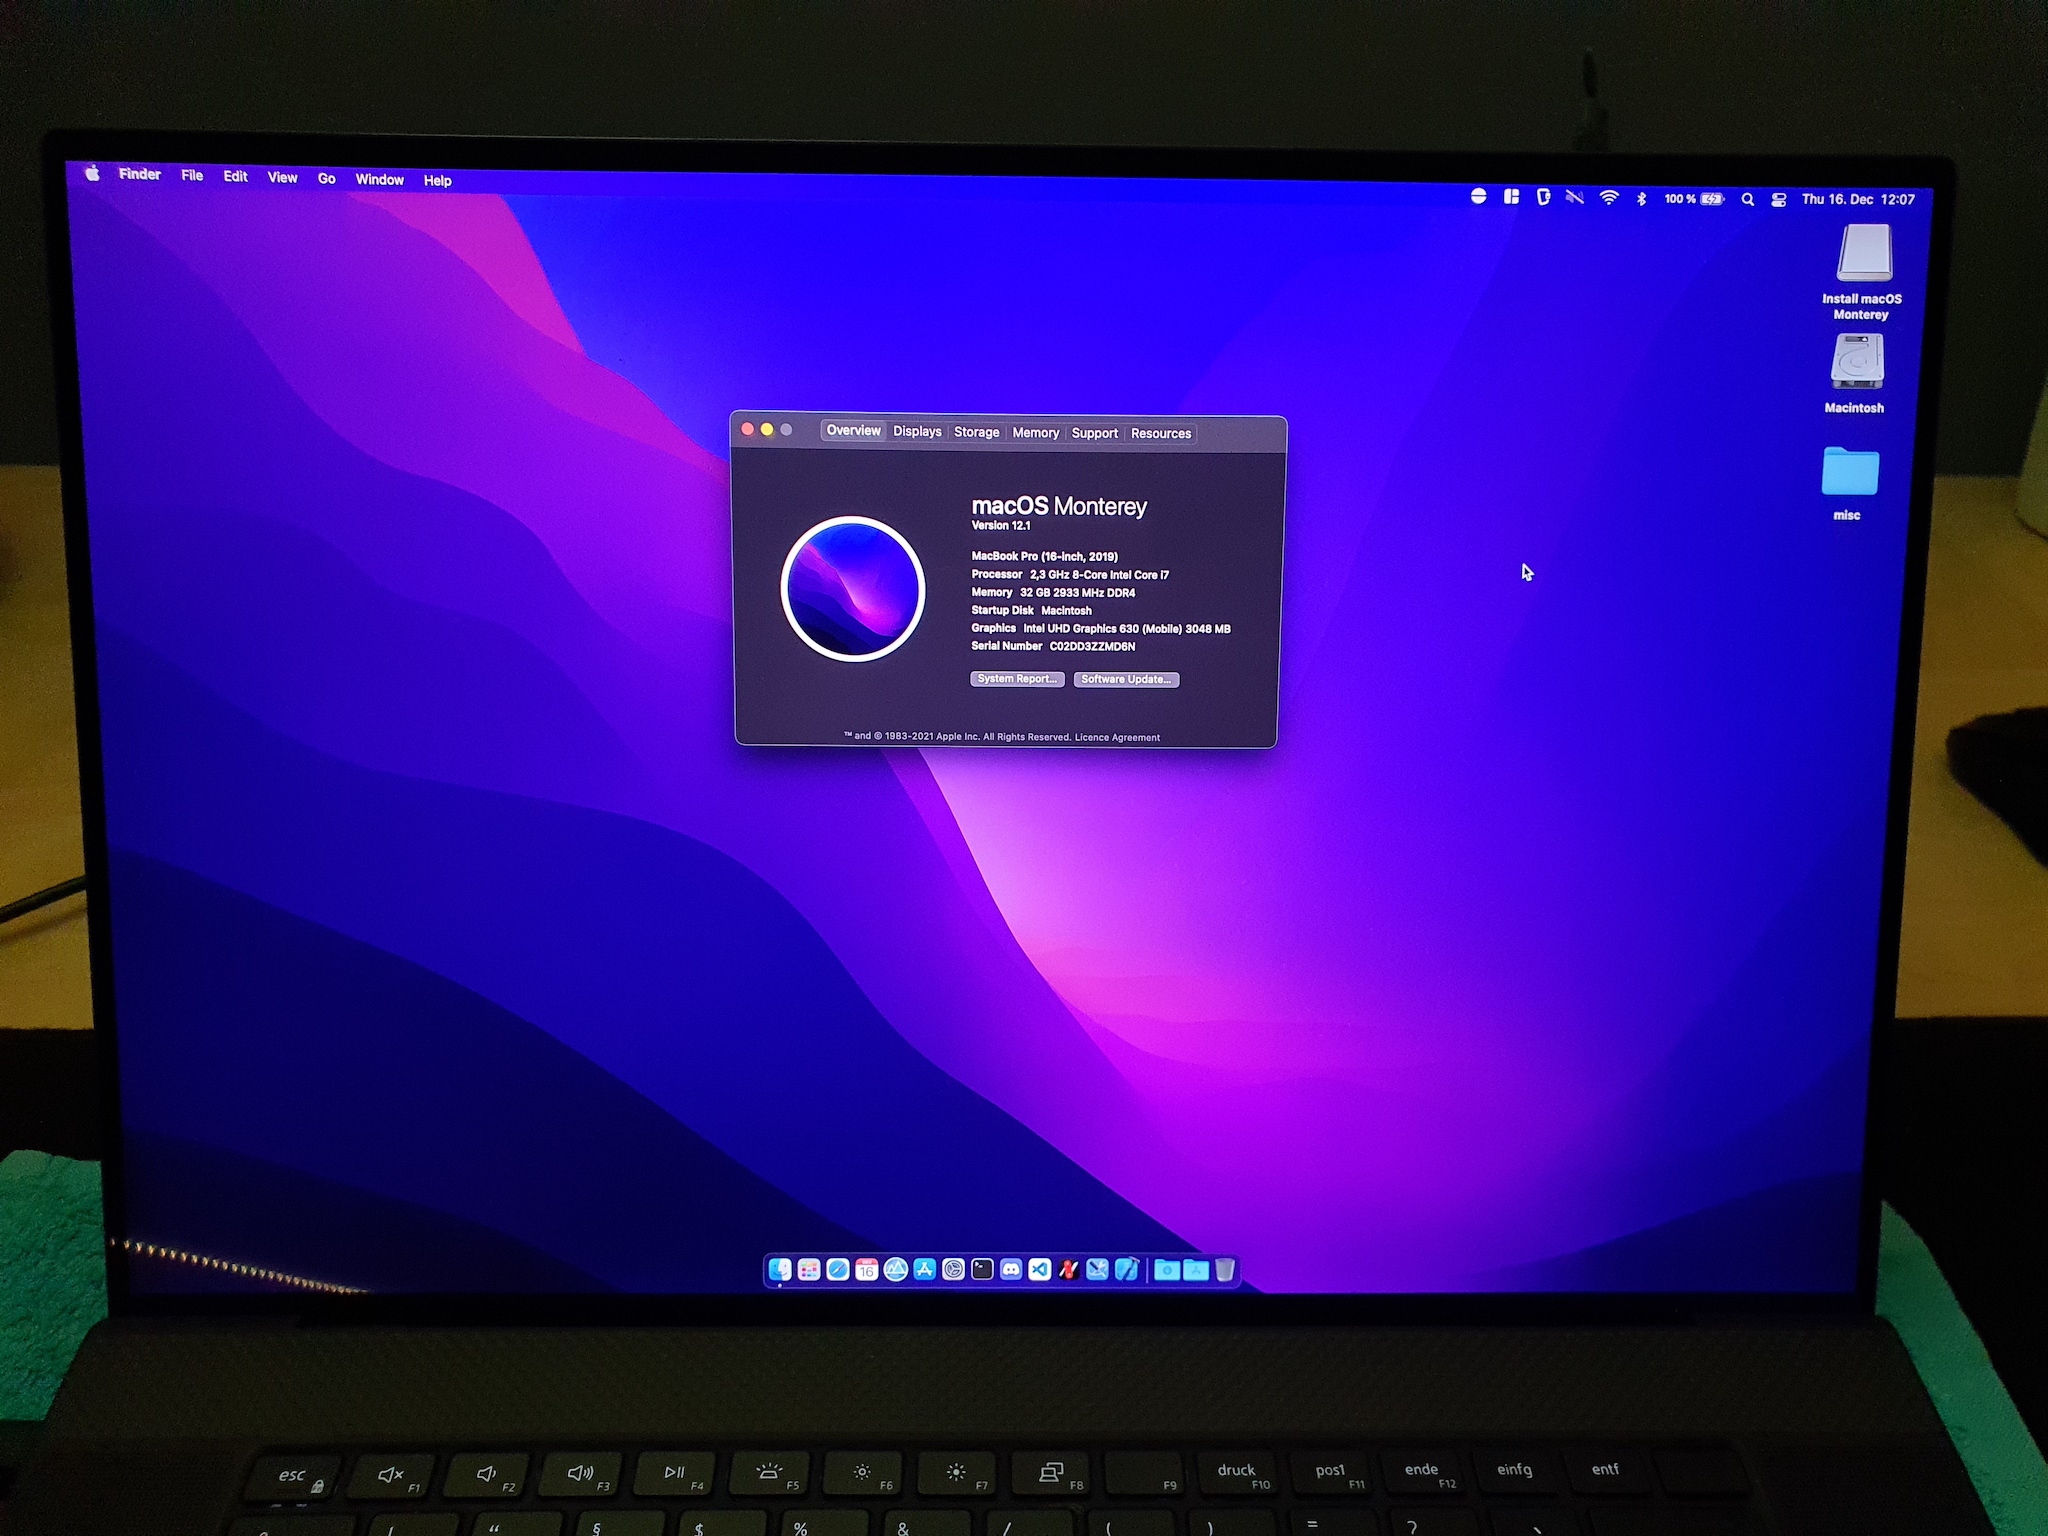 Finder File Edit View Go Window Help
100 % Thu 16. Dec 12:07
Install macOS
Monterey
Macintosh
misc
Overview Displays Storage Memory Support Resources
macOS Monterey
Version 12.1
MacBook Pro (16-inch, 2019)
Processor 2,3 GHz 8-Core Intel Core i7
Memory 32 GB 2933 MHz DDR4
Startup Disk Macintosh
Graphics Intel UHD Graphics 630 (Mobile) 3048 MB
Serial Number C02DD3ZZMD6N
System Report... Software Update...
™ and © 1983-2021 Apple Inc. All Rights Reserved. Licence Agreement
16
esc F1 F2 F3 F4 F5 F6 F7 F8 F9 druck F10 pos1 F11 ende F12 einfg entf
! “ § $ % & / ( ) = ? `